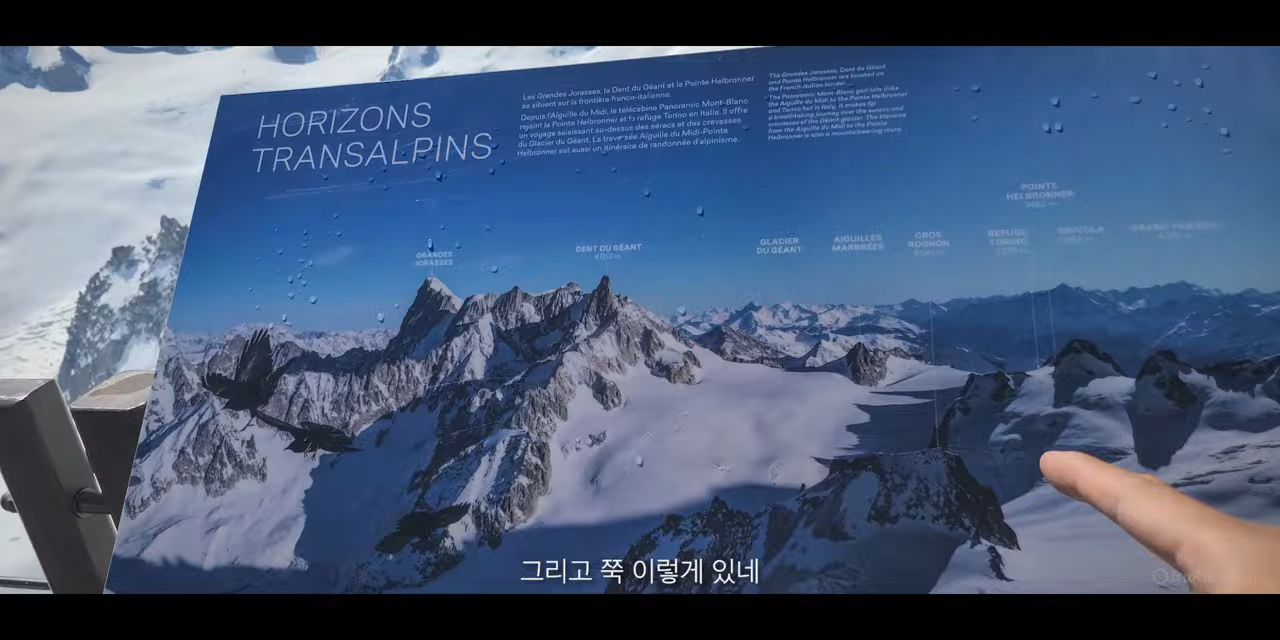 HORIZONS
TRANSALPINS
Les Grandes Jorasses, la Dent du Géant et la Pointe Helbronner
se situent sur la frontière franco-italienne.
Depuis l'Aiguille du Midi, le télécabine Panoramic Mont-Blanc
rejoint la Pointe Helbronner et le refuge Torino en Italie. Il offre
un voyage saisissant au-dessus des séracs et des crevasses
du Glacier du Géant. La traversée Aiguille du Midi-Pointe
Helbronner est aussi un itinéraire de randonnée d'alpinisme.
The Grandes Jorasses, Dent du Géant
and Pointe Helbronner are located on
the French-Italian border
The Panoramic Mont-Blanc gondola links
the Aiguille du Midi to the Pointe Helbronner
and Torino hut in Italy. It makes for
a breathtaking journey over the seracs and
crevasses of the Géant glacier. The traverse
from the Aiguille du Midi to the Pointe
Helbronner is also a mountaineering route
POINTE
HELBRONNER
3462 m
GRANDES
JORASSES
DENT DU GÉANT
4013 m
GLACIER
DU GÉANT
AIGUILLES
MARBRÉES
GROS
ROGNON
REFUGE
TORINO
GRIVOLA
GRAND PARADIS
그리고 쭉 이렇게 있네